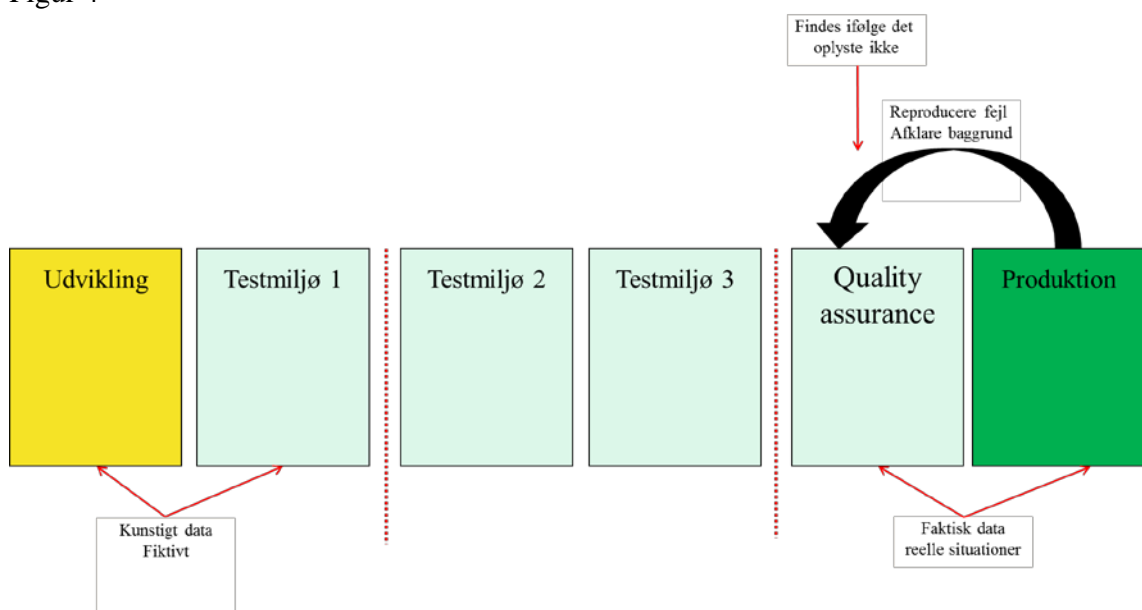 Findes ifølge det
oplyste ikke
Reproducere fejl
Afklare baggrund
Udvikling
Testmiljø 1
Testmiljø 2
Testmiljø 3
Quality
assurance
Produktion
Kunstigt data
Fiktivt
Faktisk data
reelle situationer